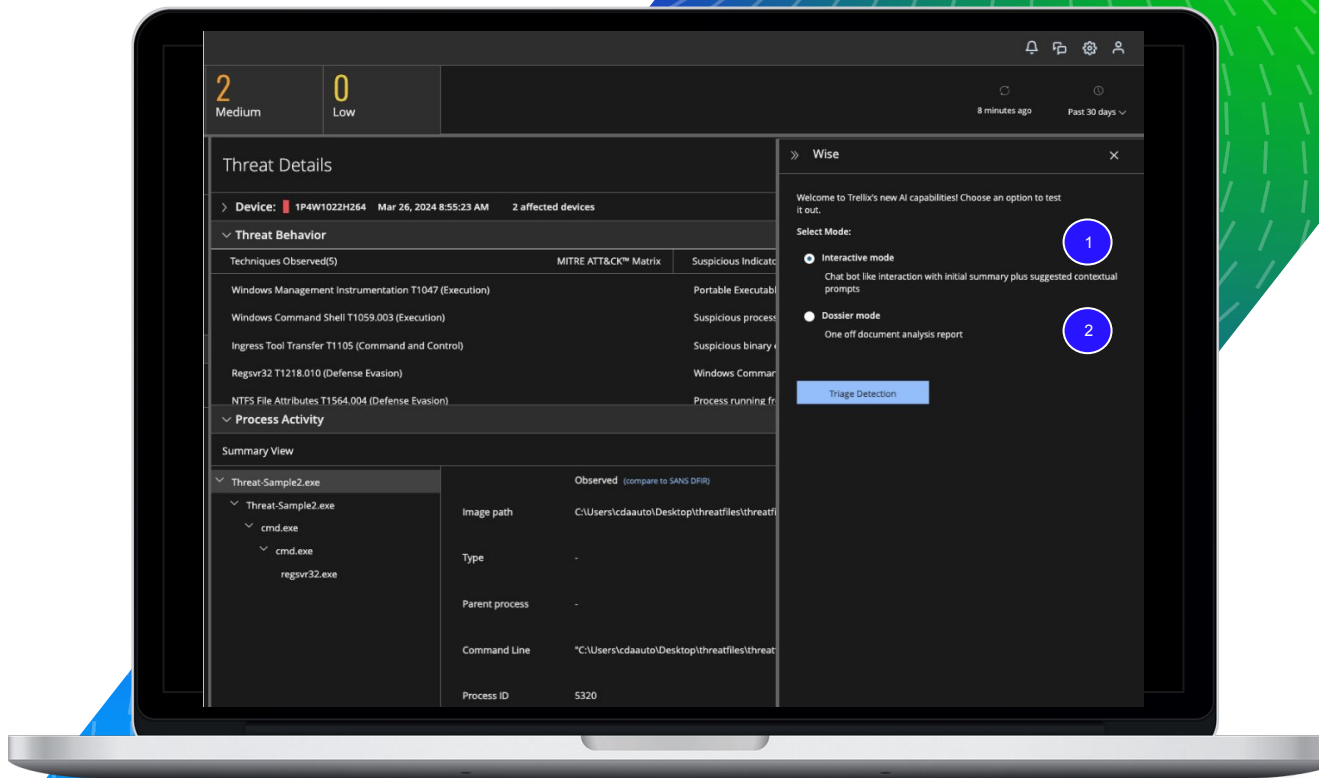 2
Medium
0
Low
8 minutes ago
Past 30 days
Threat Details
Device: 1P4W1022H264 Mar 26, 2024 8:55:23 AM 2 affected devices
Threat Behavior
Techniques Observed(5) MITRE ATT&CK™ Matrix Suspicious
Windows Management Instrumentation T1047 (Execution) Portable
Windows Command Shell T1059.003 (Execution) Suspicious process
Ingress Tool Transfer T1105 (Command and Control) Suspicious binary
Regsvr32 T1218.010 (Defense Evasion) Windows
NTFS File Attributes T1564.004 (Defense Evasion) Process running
Process Activity
Summary View
Threat-Sample2.exe
Threat-Sample2.exe
cmd.exe
cmd.exe
regsvr32.exe
Observed (compare to SANS DFIR)
Image path C:\Users\cdaauto\Desktop\threatfiles\threatfi
Type -
Parent process -
Command Line "C:\Users\cdaauto\Desktop\threatfiles\threat
Process ID 5320
Wise
Welcome to Trellix's new AI capabilities! Choose an option to test
it out.
Select Mode:
1
Interactive mode
Chat bot like interaction with initial summary plus suggested contextual
prompts
Dossier mode
2
One off document analysis report
Triage Detection